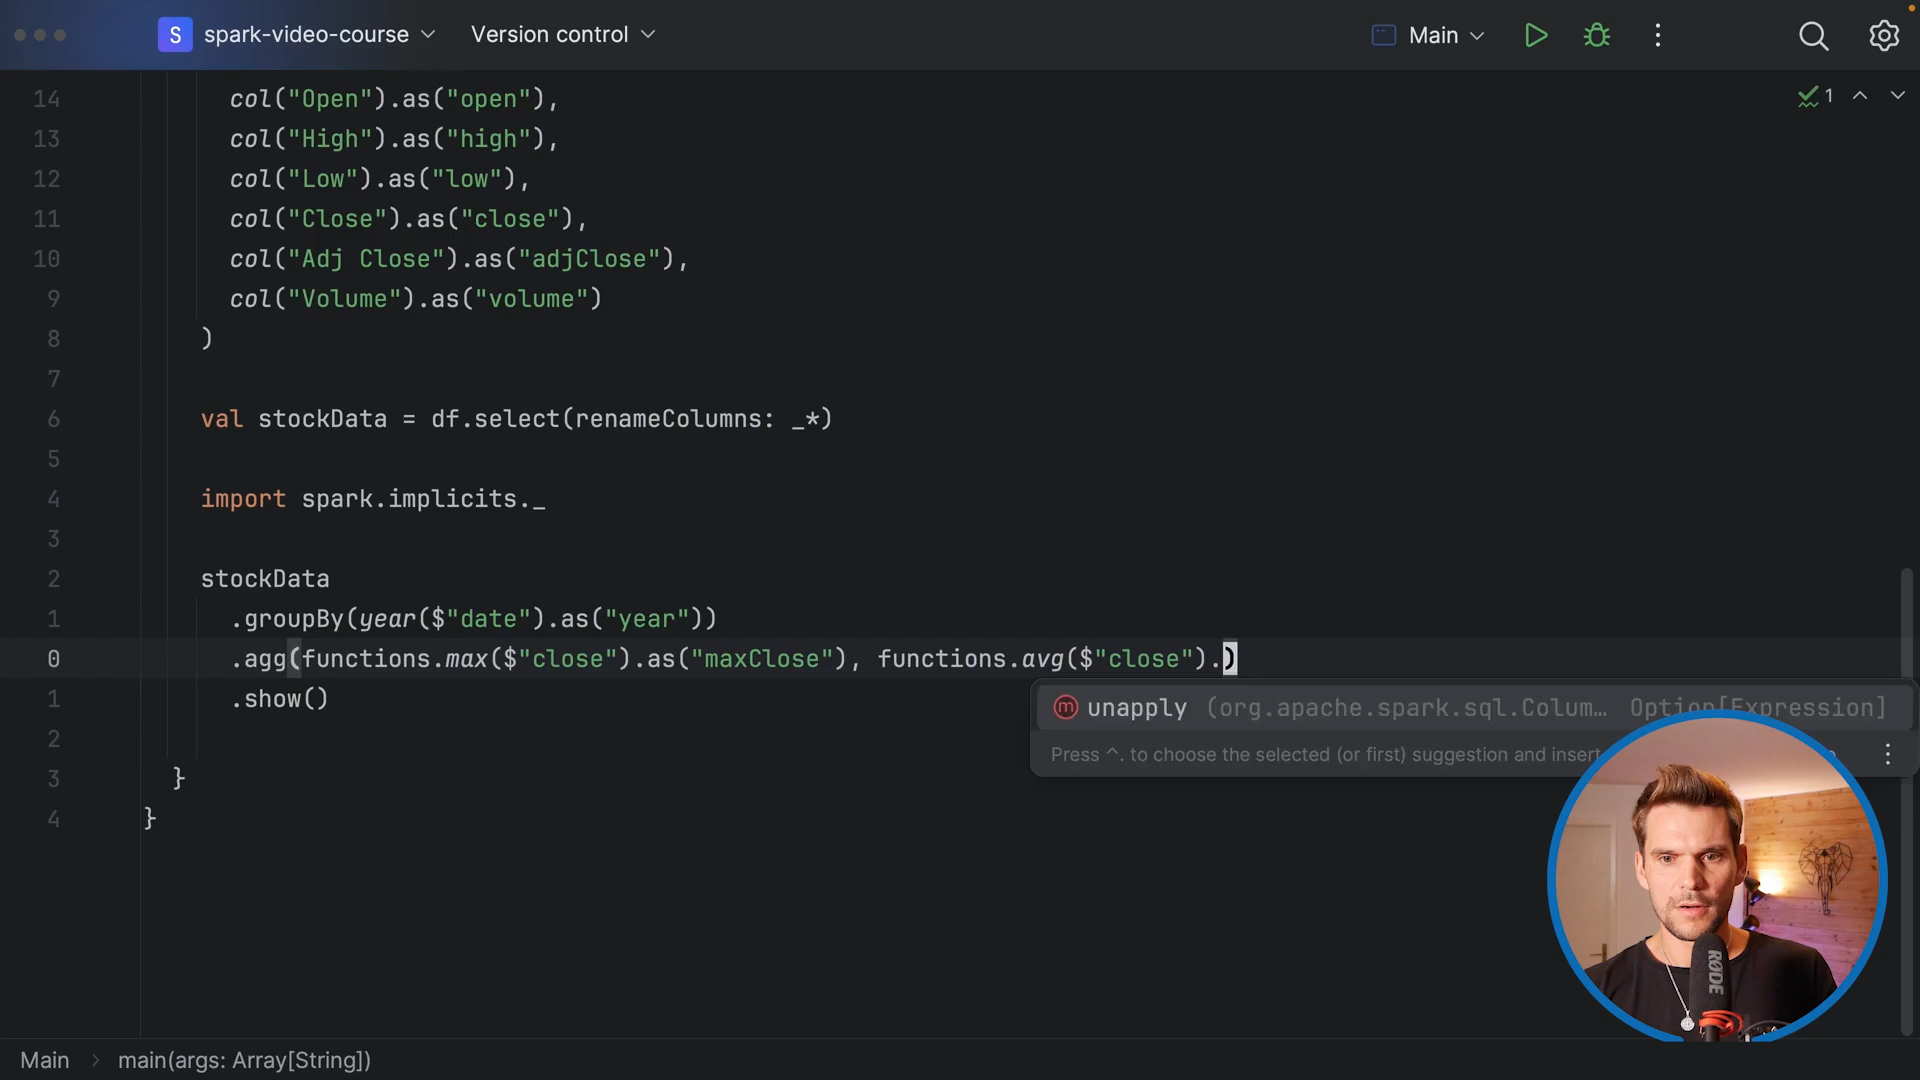 S spark-video-course Version control Main
14 col("Open").as("open"), 1
13 col("High").as("high"),
12 col("Low").as("low"),
11 col("Close").as("close"),
10 col("Adj Close").as("adjClose"),
9 col("Volume").as("volume")
8 )
7
6 val stockData = df.select(renameColumns: _*)
5
4 import spark.implicits._
3
2 stockData
1 .groupBy(year($"date").as("year"))
0 .agg(functions.max($"close").as("maxClose"), functions.avg($"close").)
1 .show()
m unapply (org.apache.spark.sql.Colum… Option[Expression]
2
Press ^. to choose the selected (or first) suggestion and insert
3 }
4 }
RØDE
Main > main(args: Array[String])